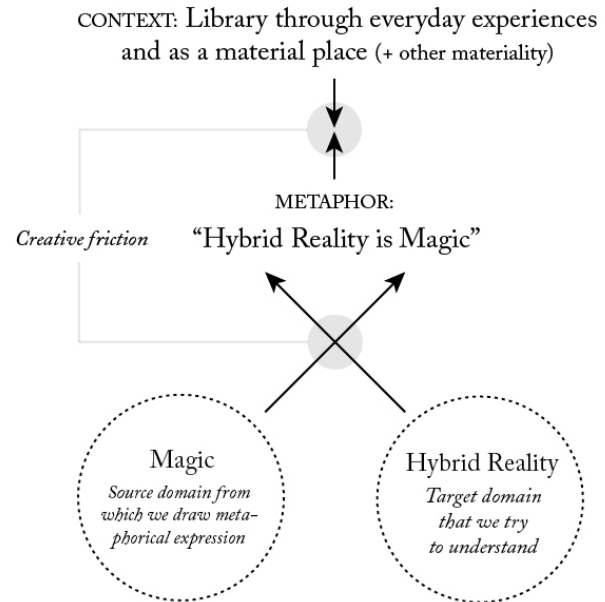 CONTEXT: Library through everyday experiences
and as a material place (+ other materiality)
METAPHOR:
Creative friction
“Hybrid Reality is Magic”
Magic
Source domain from
which we draw meta-
phorical expression
Hybrid Reality
Target domain
that we try
to understand